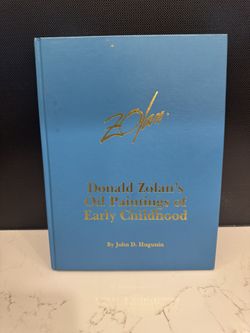 Zolan
Donald Zolan's
Oil Paintings of
Early Childhood
By John D. Hugunin